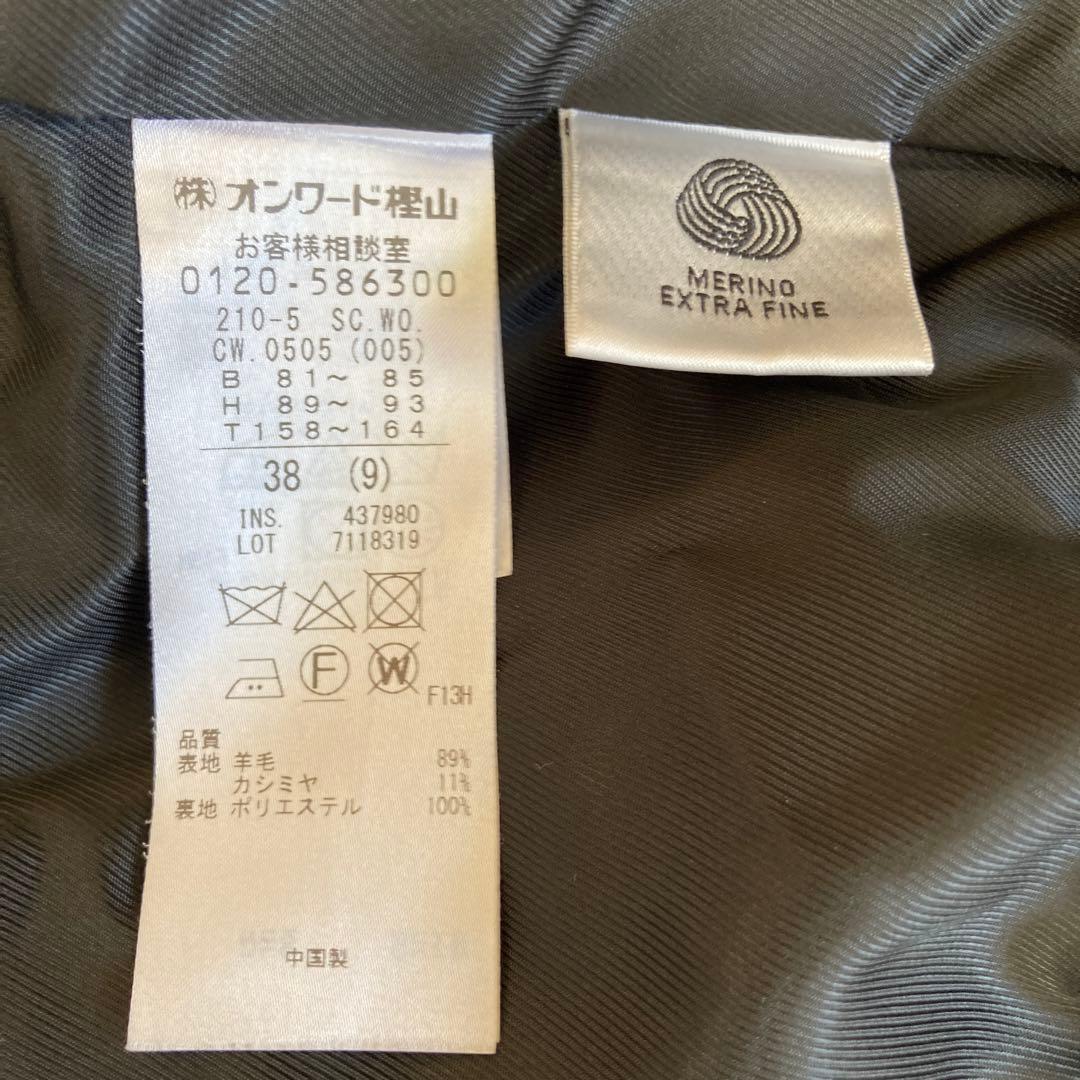 ㈱オンワード樫山
お客様相談室
0120-586300
210-5 SC.WO.
CW.0505 (005)
B 81～ 85
H 89～ 93
T158～164
38 (9)
INS. 437980
LOT 7118319
F
W
F13H
品質
表地 羊毛 89%
カシミヤ 11%
裏地 ポリエステル 100%
中国製
MERINO
EXTRA FINE